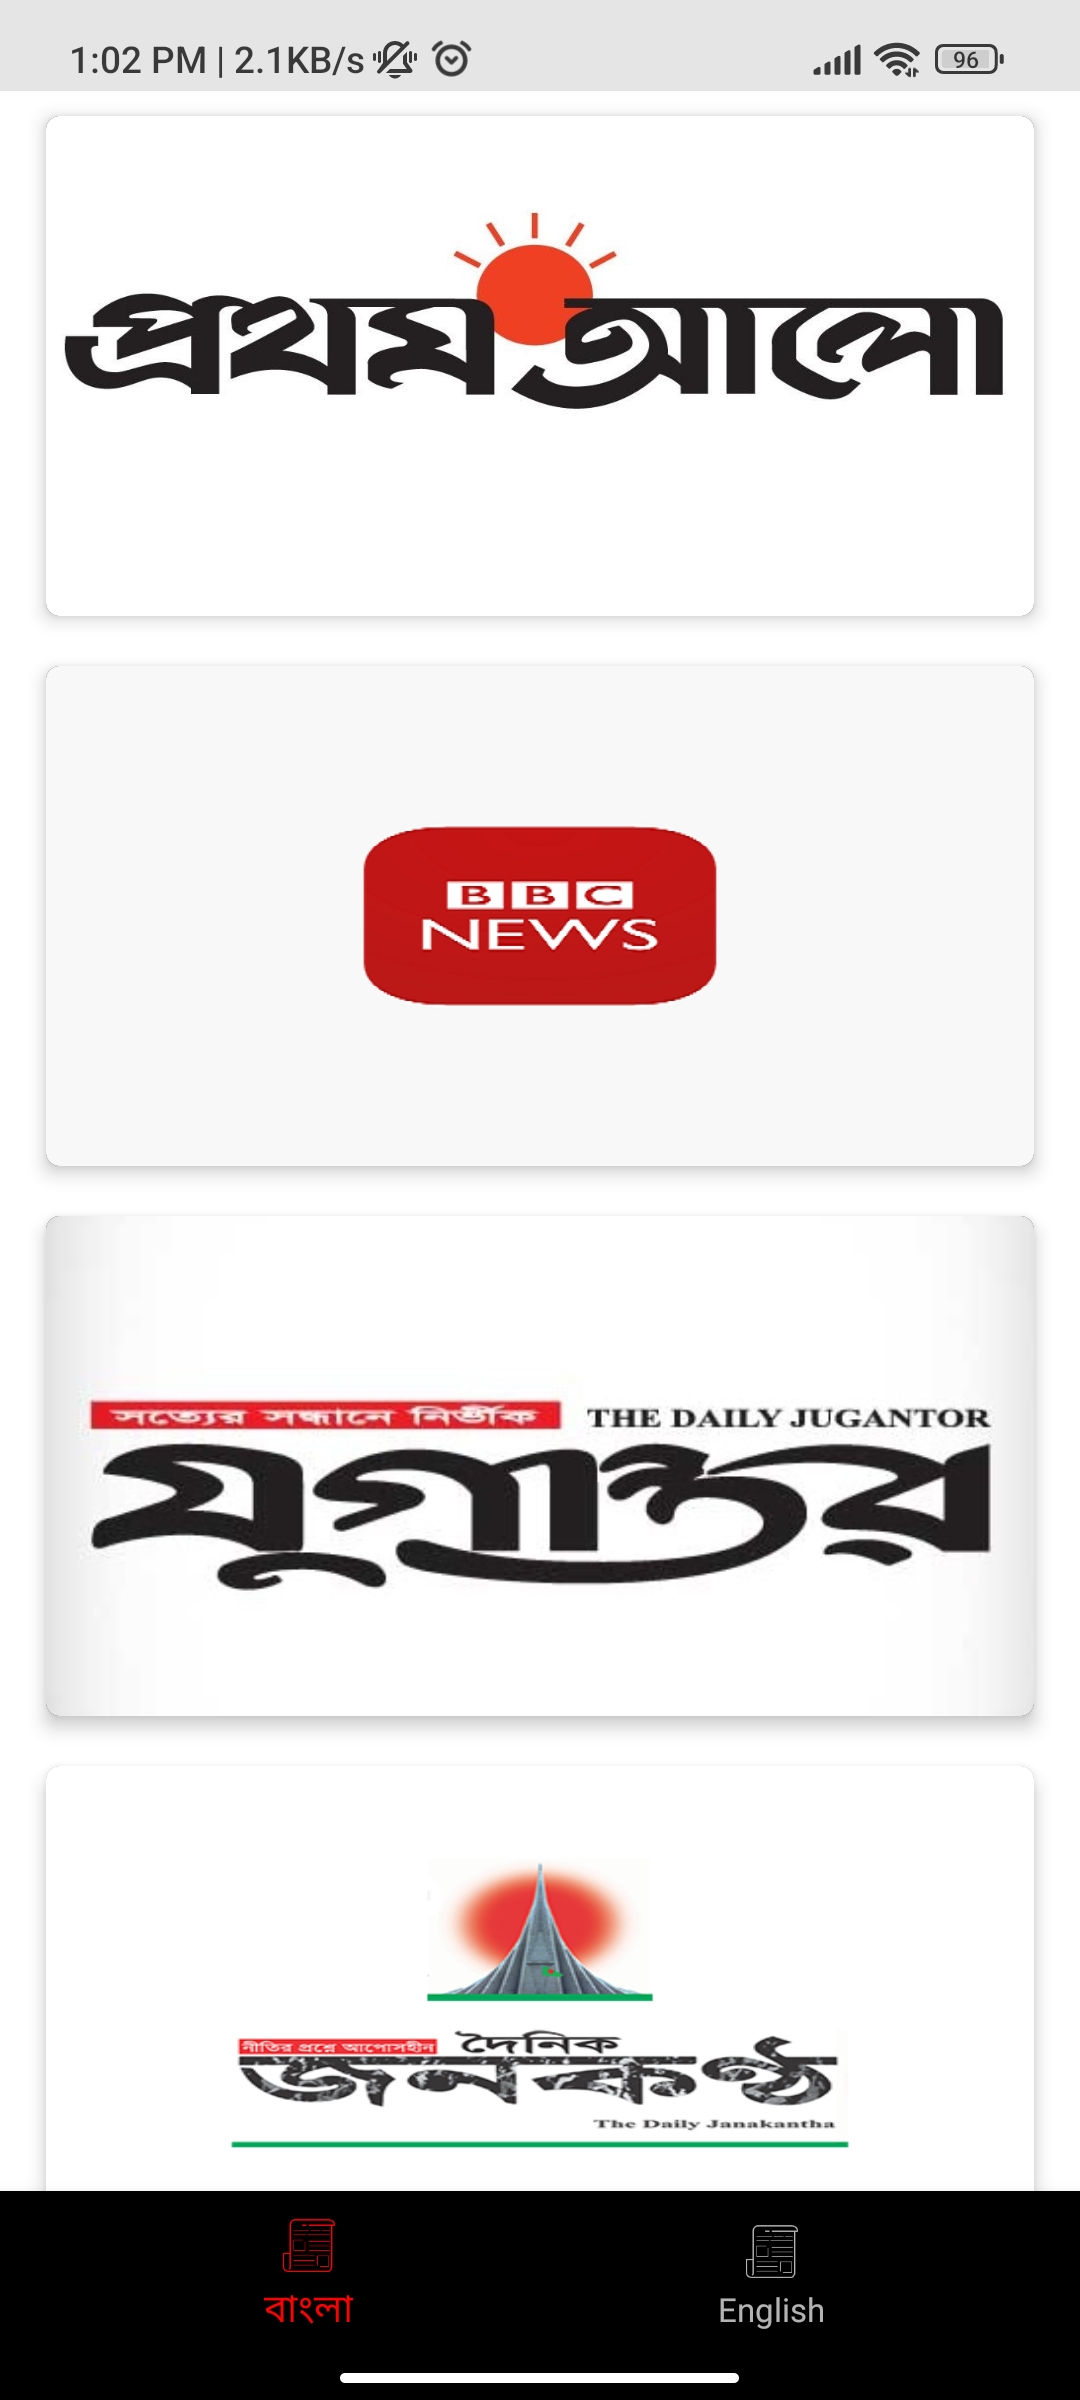 1:02 PM | 2.1KB/s
96
প্রথম আলো
BBC
NEWS
সত্যের সন্ধানে নির্ভীক THE DAILY JUGANTOR
যুগান্তর
নীতির প্রশ্নে আপোসহীন দৈনিক
জনকণ্ঠ
The Daily Janakantha
বাংলা English